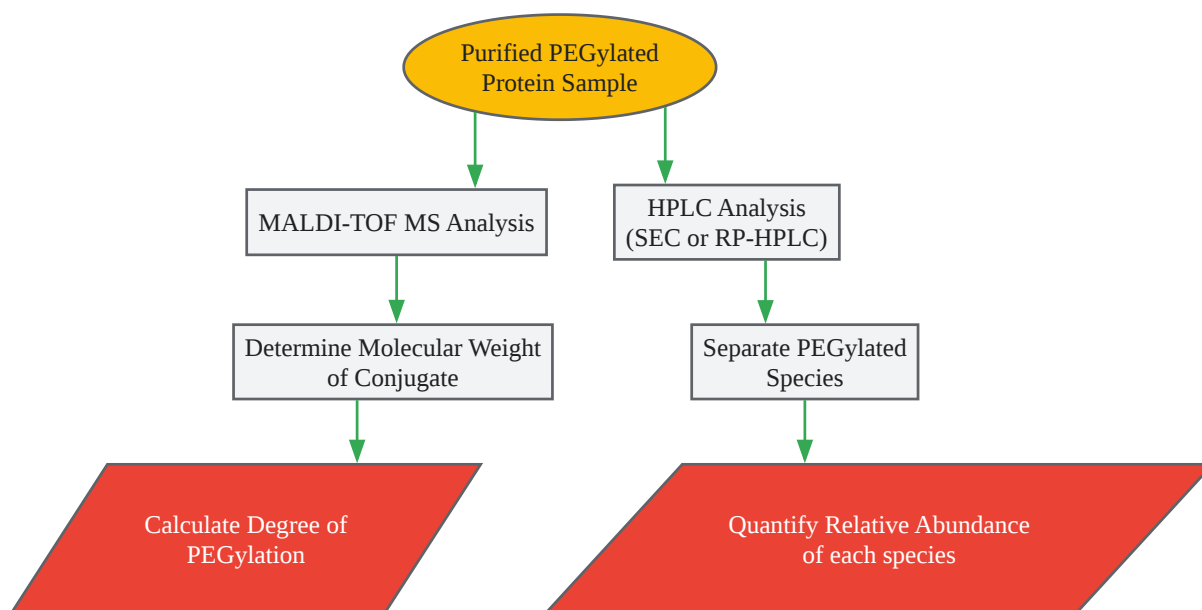 Purified PEGylated
Protein Sample
MALDI-TOF MS Analysis
HPLC Analysis
(SEC or RP-HPLC)
Determine Molecular Weight
of Conjugate
Separate PEGylated
Species
Calculate Degree of
PEGylation
Quantify Relative Abundance
of each species